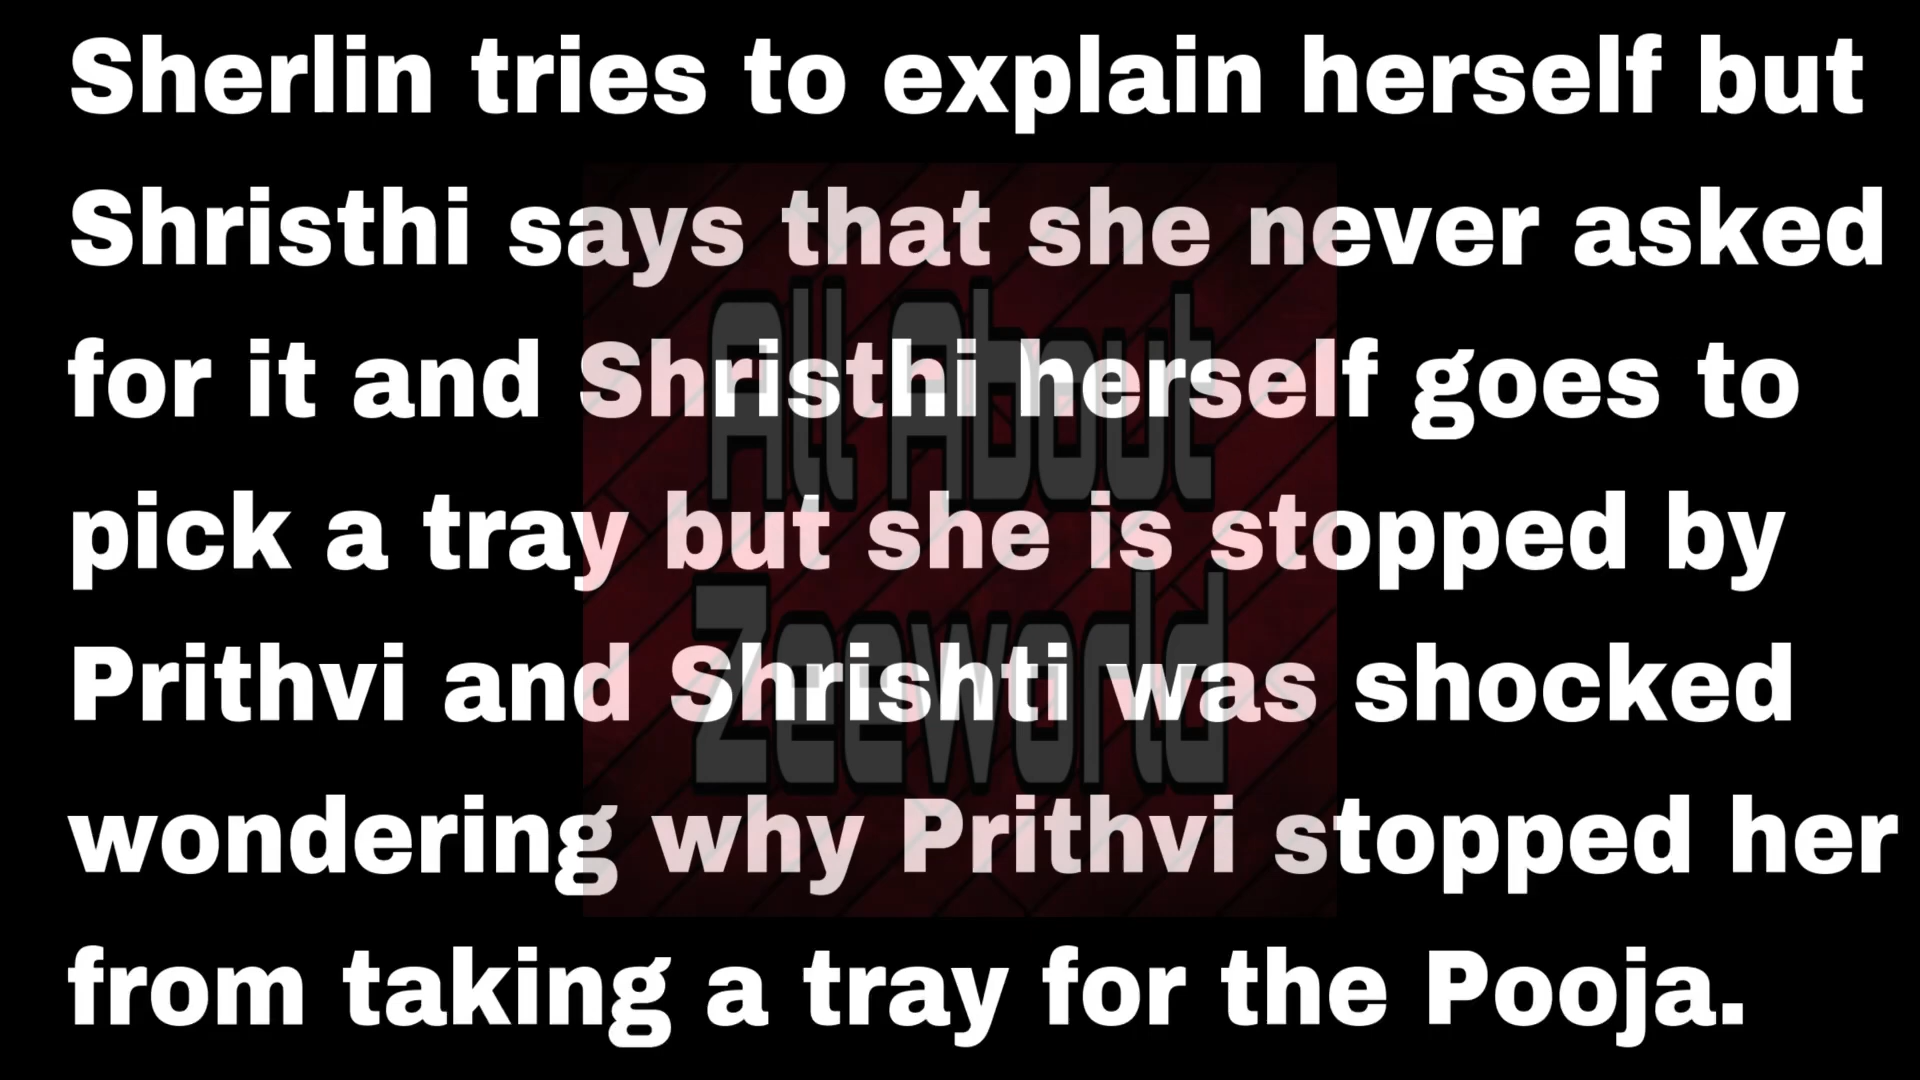 Sherlin tries to explain herself but
Shristhi says that she never asked
for it and Shristhi herself goes to
pick a tray but she is stopped by
Prithvi and Shrishti was shocked
wondering why Prithvi stopped her
from taking a tray for the Pooja.
All About
Zeeworld